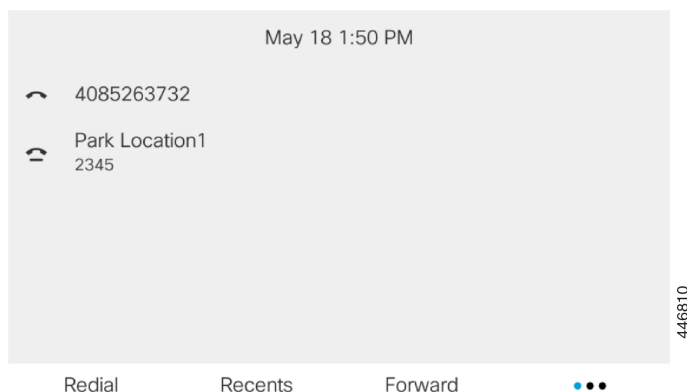 May 18 1:50 PM
4085263732
Park Location1
2345
446810
Redial Recents Forward